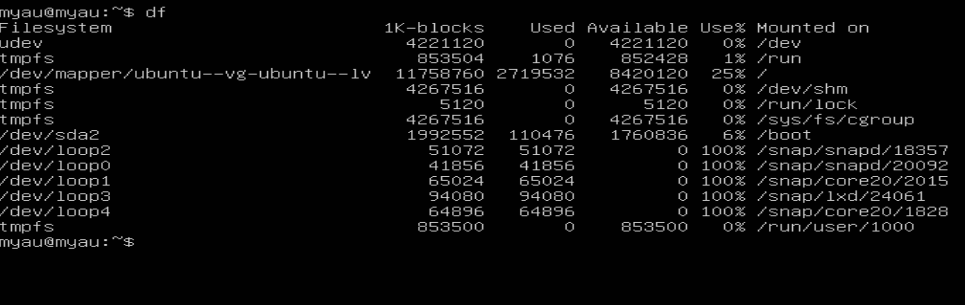 myau@myau:~$ df
Filesystem                        1K-blocks    Used Available Use% Mounted on
udev                                4221120       0   4221120   0% /dev
tmpfs                                853504    1076    852428   1% /run
/dev/mapper/ubuntu--vg-ubuntu--lv  11758760 2719532   8420120  25% /
tmpfs                               4267516       0   4267516   0% /dev/shm
tmpfs                                  5120       0      5120   0% /run/lock
tmpfs                               4267516       0   4267516   0% /sys/fs/cgroup
/dev/sda2                           1992552  110476   1760836   6% /boot
/dev/loop2                            51072   51072         0 100% /snap/snapd/18357
/dev/loop0                            41856   41856         0 100% /snap/snapd/20092
/dev/loop1                            65024   65024         0 100% /snap/core20/2015
/dev/loop3                            94080   94080         0 100% /snap/lxd/24061
/dev/loop4                            64896   64896         0 100% /snap/core20/1828
tmpfs                                853500       0    853500   0% /run/user/1000
myau@myau:~$